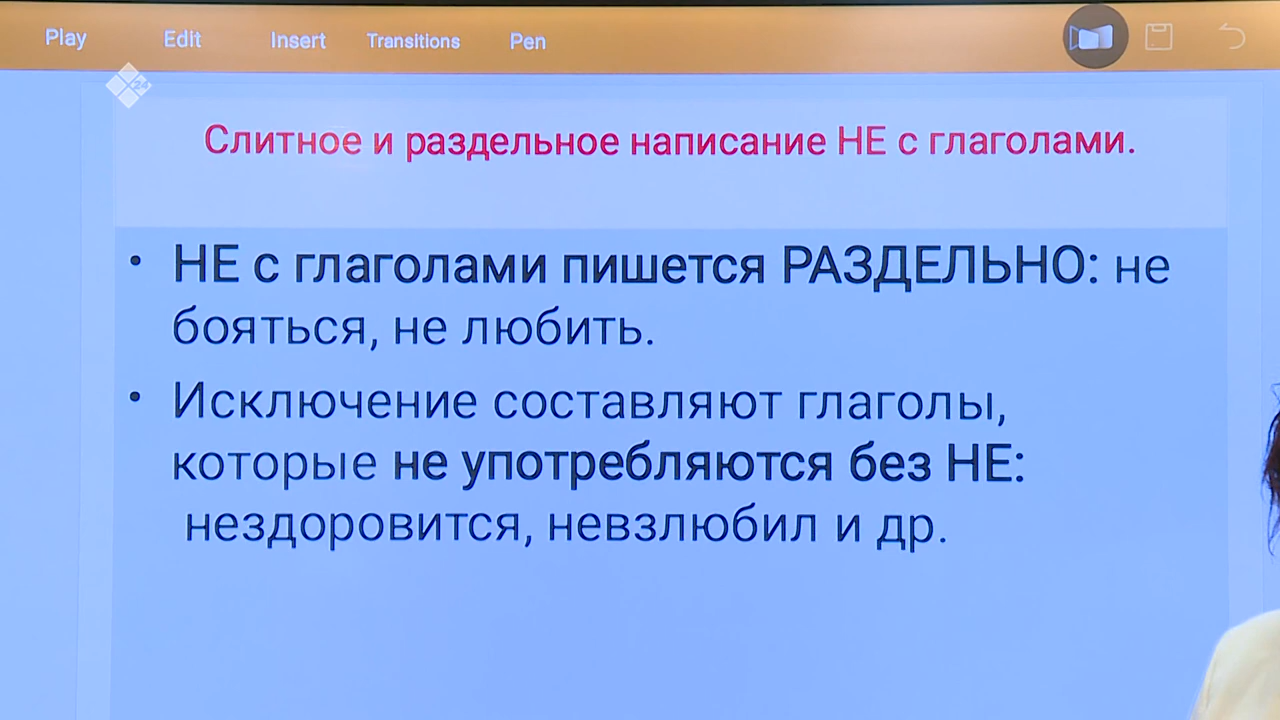 Play Edit Insert Transitions Pen
24
Слитное и раздельное написание НЕ с глаголами.
• НЕ с глаголами пишется РАЗДЕЛЬНО: не
бояться, не любить.
• Исключение составляют глаголы,
которые не употребляются без НЕ:
нездоровится, невзлюбил и др.